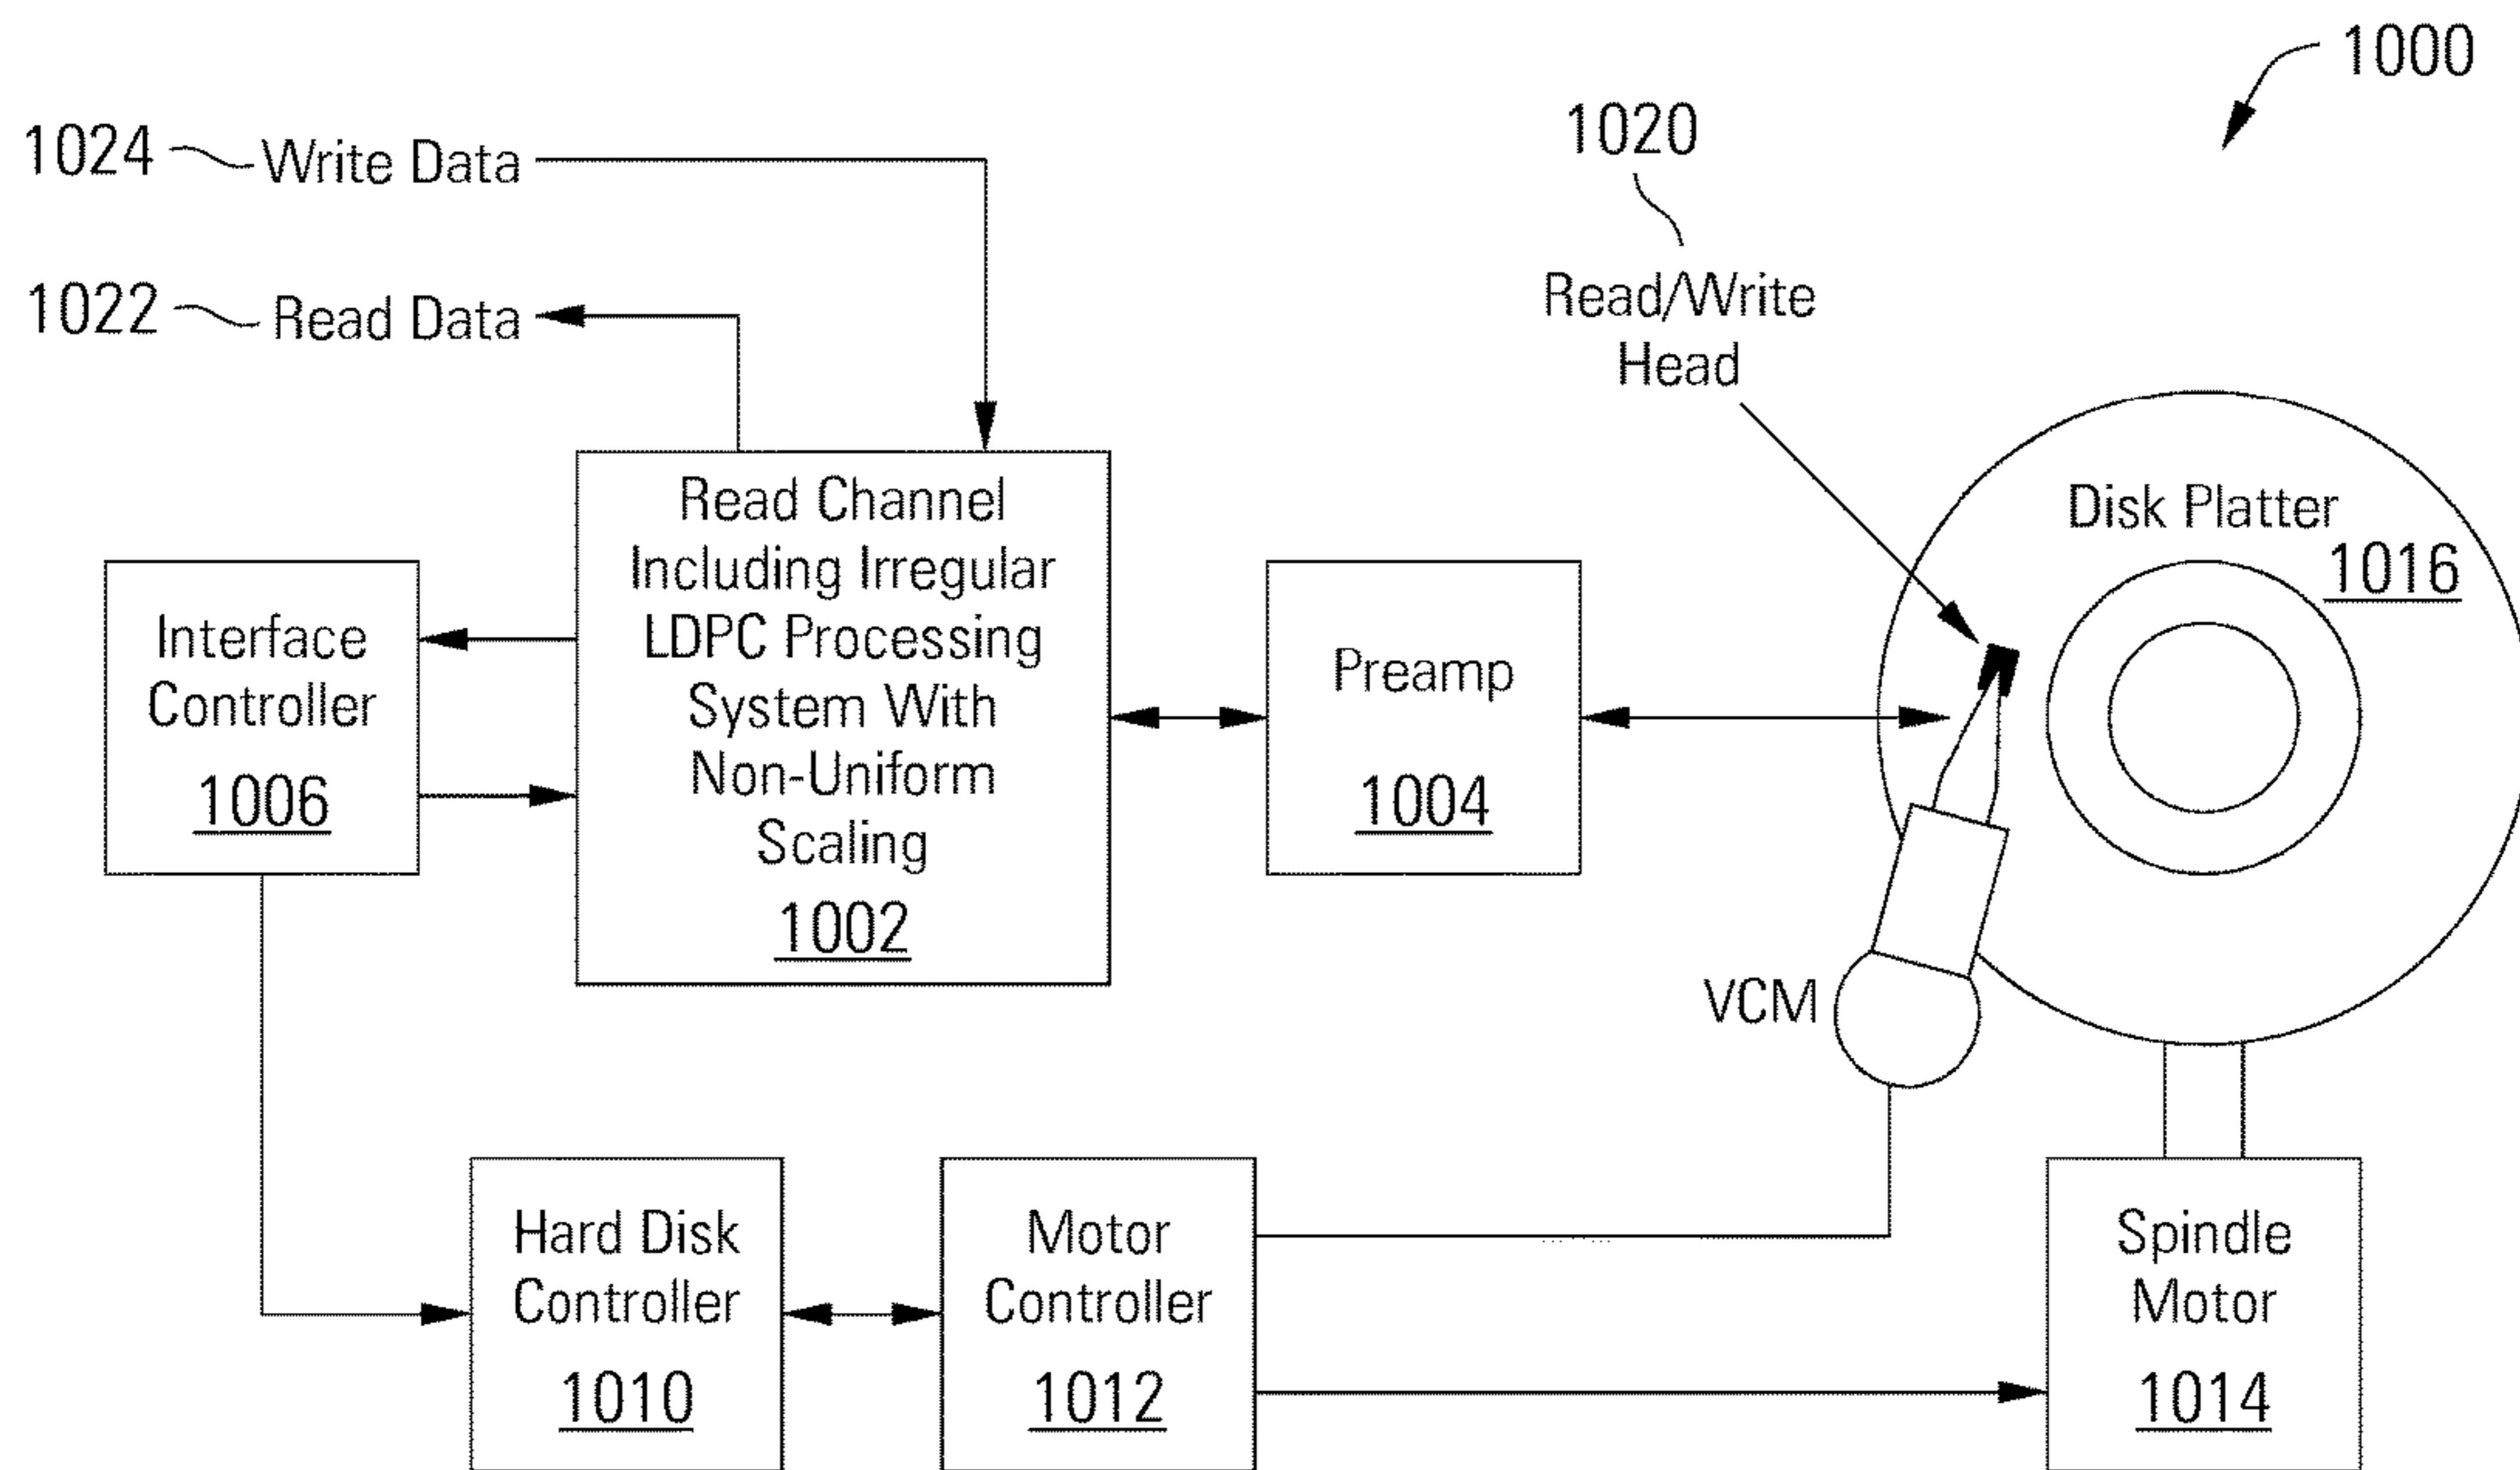 1000
1020
1024 Write Data
1022 Read Data
Read/Write
Head
Read Channel
Including Irregular
LDPC Processing
System With
Non-Uniform
Scaling
1002
Interface
Controller
1006
Preamp
1004
Disk Platter
1016
VCM
Hard Disk
Controller
1010
Motor
Controller
1012
Spindle
Motor
1014